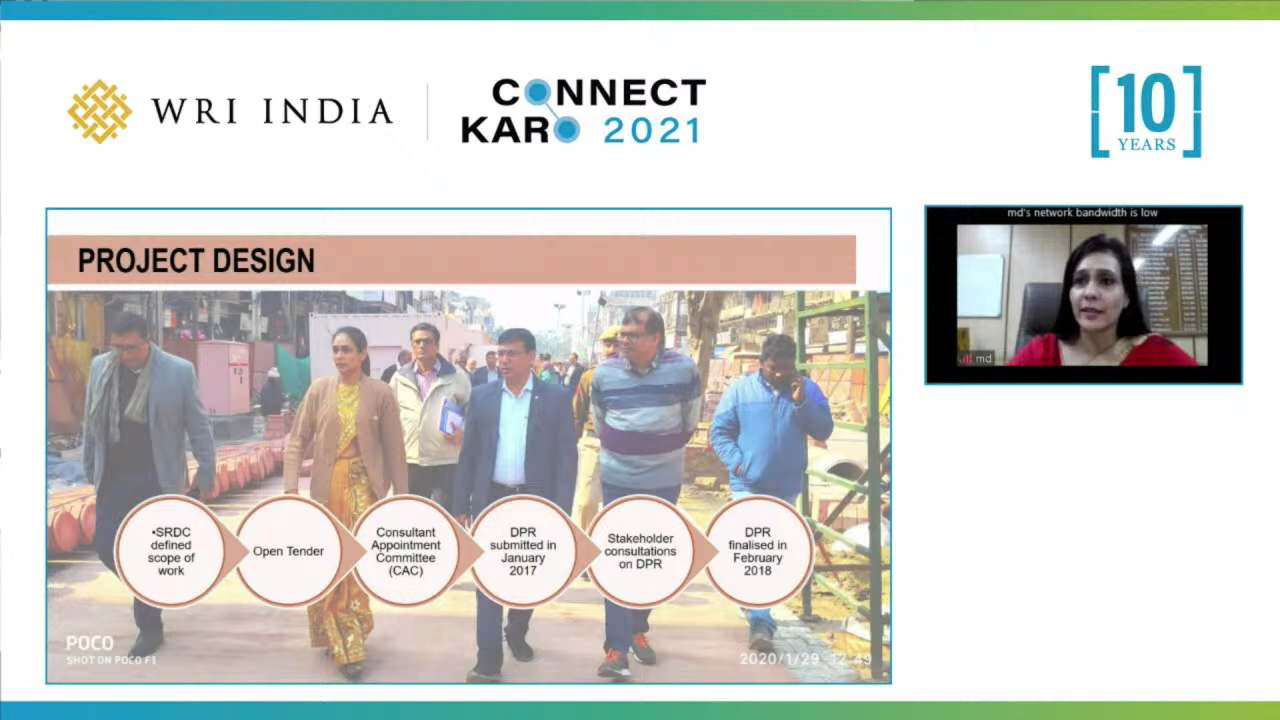 WRI INDIA
CONNECT
KARO 2021
10
YEARS
md's network bandwidth is low
md
PROJECT DESIGN
•SRDC
defined
scope of
work
Open Tender
Consultant
Appointment
Committee
(CAC)
DPR
submitted in
January
2017
Stakeholder
consultations
on DPR
DPR
finalised in
February
2018
POCO
SHOT ON POCO F1
2020/1/29 12:49